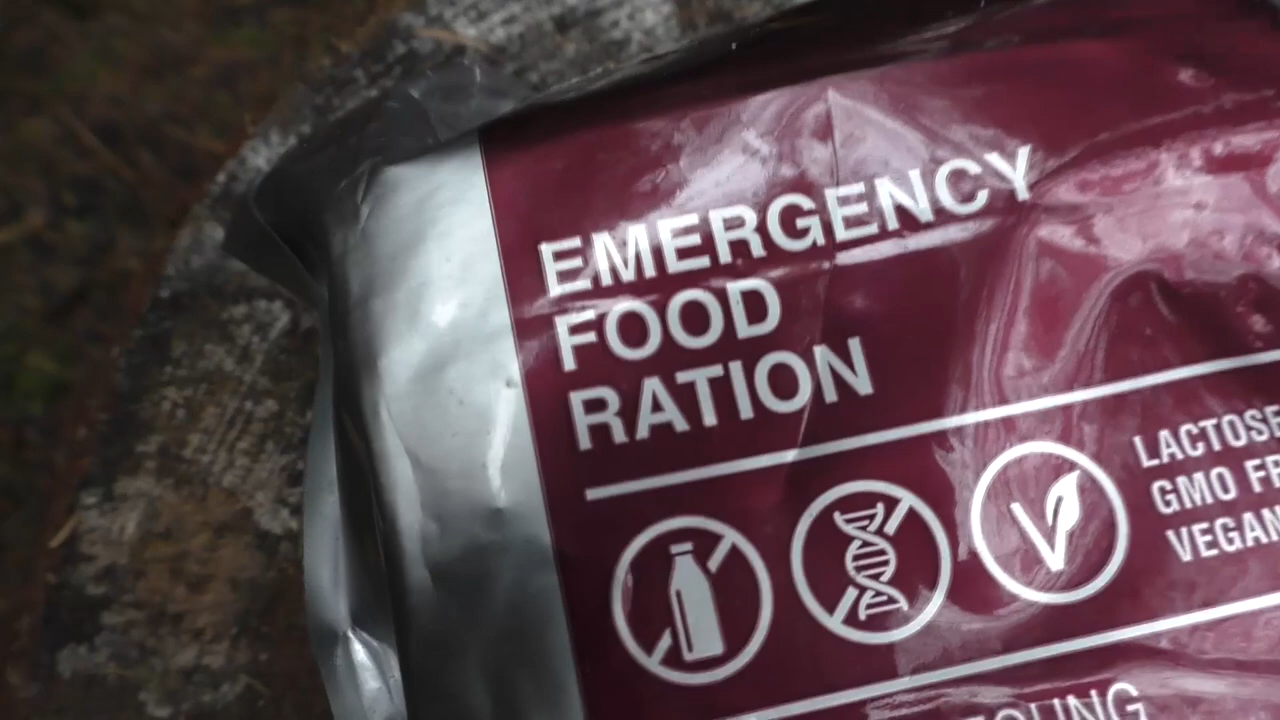 EMERGENCY
FOOD
RATION
LACTOSE
GMO
VEGAN